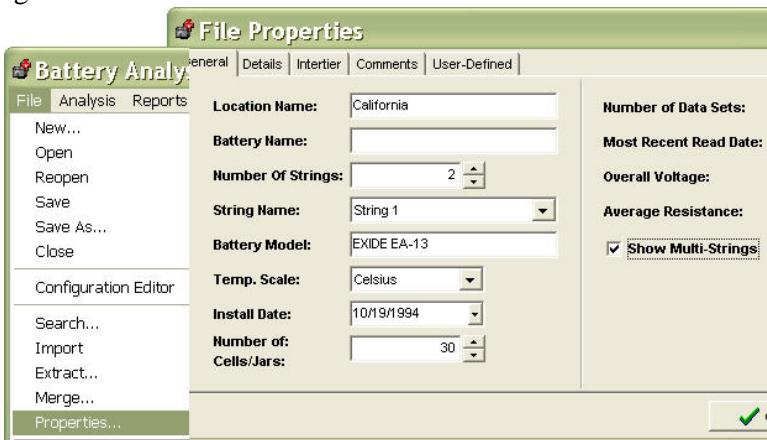 File Properties
Battery Analy
File Analysis Reports
New...
Open
Reopen
Save
Save As...
Close
Configuration Editor
Search...
Import
Extract...
Merge...
Properties...
eneral Details Intertier Comments User-Defined
Location Name: California
Battery Name:
Number Of Strings: 2
String Name: String 1
Battery Model: EXIDE EA-13
Temp. Scale: Celsius
Install Date: 10/19/1994
Number of:
Cells/Jars: 30
Number of Data Sets:
Most Recent Read Date:
Overall Voltage:
Average Resistance:
Show Multi-Strings